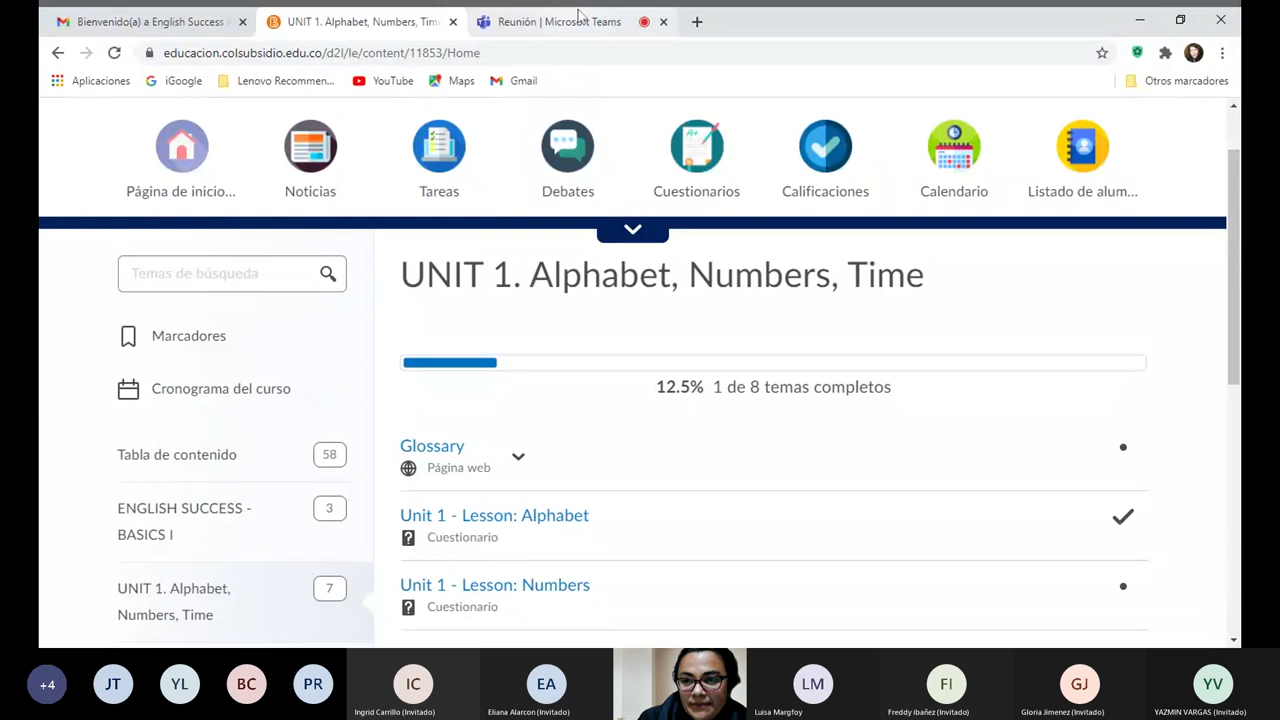 Bienvenido(a) a English Success
UNIT 1. Alphabet, Numbers, Time
Reunión | Microsoft Teams
educacion.colsubsidio.edu.co/d2l/le/content/11853/Home
Aplicaciones
iGoogle
Lenovo Recommen...
YouTube
Maps
Gmail
Otros marcadores
Página de inicio...
Noticias
Tareas
Debates
Cuestionarios
Calificaciones
Calendario
Listado de alum...
Temas de búsqueda
Marcadores
Cronograma del curso
Tabla de contenido
58
ENGLISH SUCCESS -
BASICS I
3
UNIT 1. Alphabet,
Numbers, Time
7
UNIT 1. Alphabet, Numbers, Time
12.5% 1 de 8 temas completos
Glossary
Página web
Unit 1 - Lesson: Alphabet
Cuestionario
Unit 1 - Lesson: Numbers
Cuestionario
+4
JT
YL
BC
PR
IC
Ingrid Carrillo (Invitado)
EA
Eliana Alarcon (Invitado)
LM
Luisa Margfoy
FI
Freddy ibañez (Invitado)
GJ
Gloria Jimenez (Invitado)
YV
YAZMIN VARGAS (Invitado)